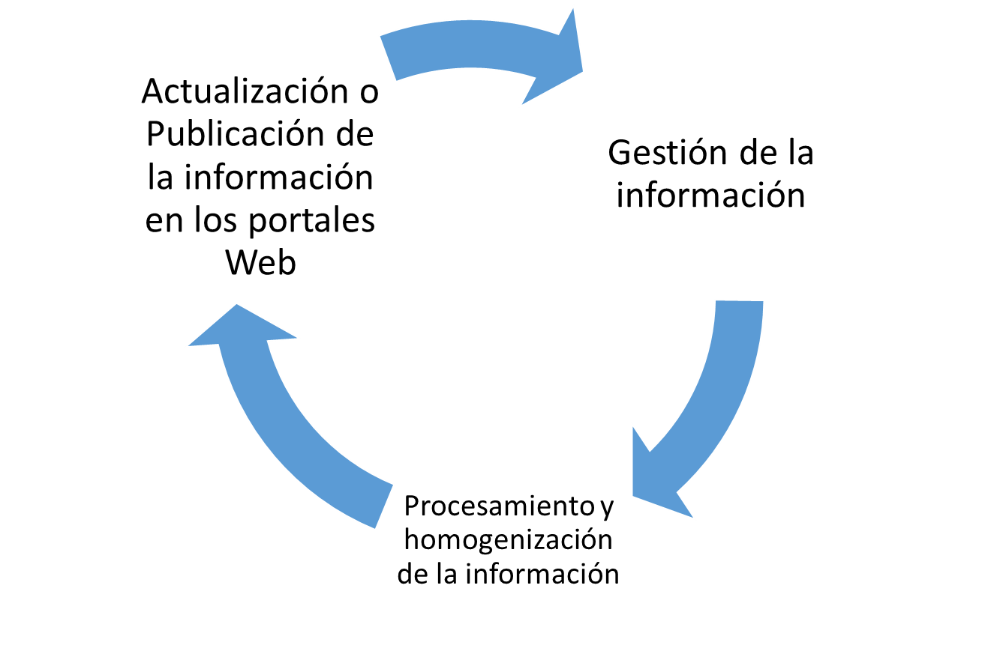 Actualización o
Publicación de
la información
en los portales
Web
Gestión de la
información
Procesamiento y
homogenización
de la información